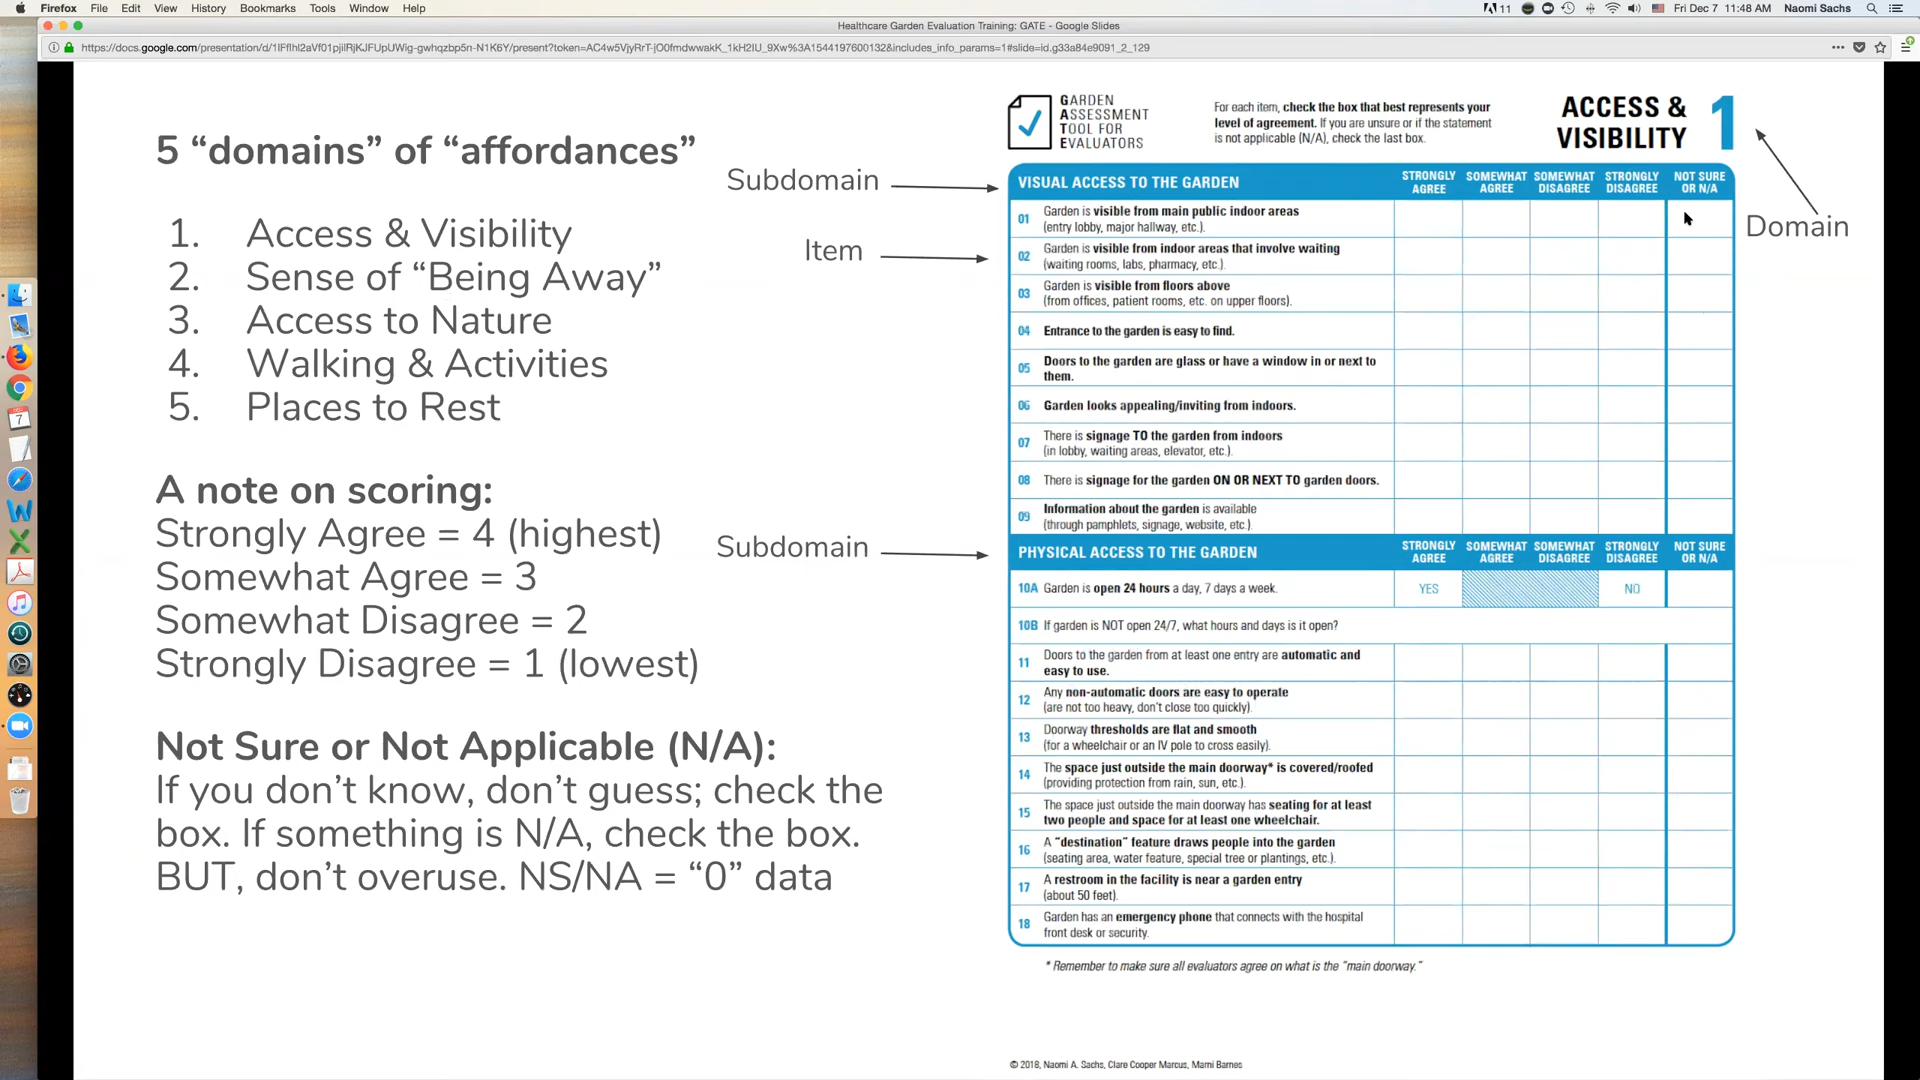 Firefox File Edit View History Bookmarks Tools Window Help
11 Fri Dec 7 11:48 AM Naomi Sachs
Healthcare Garden Evaluation Training: GATE - Google Slides
5 “domains” of “affordances”
1. Access & Visibility
2. Sense of “Being Away”
3. Access to Nature
4. Walking & Activities
5. Places to Rest
A note on scoring:
Strongly Agree = 4 (highest)
Somewhat Agree = 3
Somewhat Disagree = 2
Strongly Disagree = 1 (lowest)
Not Sure or Not Applicable (N/A):
If you don’t know, don’t guess; check the
box. If something is N/A, check the box.
BUT, don’t overuse. NS/NA = “0” data
Subdomain
Item
Subdomain
Domain
GARDEN
ASSESSMENT
TOOL FOR
EVALUATORS
For each item, check the box that best represents your
level of agreement. If you are unsure or if the statement
is not applicable (N/A), check the last box.
ACCESS &
VISIBILITY
1
VISUAL ACCESS TO THE GARDEN STRONGLY AGREE SOMEWHAT AGREE SOMEWHAT DISAGREE STRONGLY DISAGREE NOT SURE OR N/A
01 Garden is visible from main public indoor areas
(entry lobby, major hallway, etc.).
02 Garden is visible from indoor areas that involve waiting
(waiting rooms, labs, pharmacy, etc.).
03 Garden is visible from floors above
(from offices, patient rooms, etc. on upper floors).
04 Entrance to the garden is easy to find.
05 Doors to the garden are glass or have a window in or next to
them.
06 Garden looks appealing/inviting from indoors.
07 There is signage TO the garden from indoors
(in lobby, waiting areas, elevator, etc.).
08 There is signage for the garden ON OR NEXT TO garden doors.
09 Information about the garden is available
(through pamphlets, signage, website, etc.).
PHYSICAL ACCESS TO THE GARDEN STRONGLY AGREE SOMEWHAT AGREE SOMEWHAT DISAGREE STRONGLY DISAGREE NOT SURE OR N/A
10A Garden is open 24 hours a day, 7 days a week. YES NO
10B If garden is NOT open 24/7, what hours and days is it open?
11 Doors to the garden from at least one entry are automatic and
easy to use.
12 Any non-automatic doors are easy to operate
(are not too heavy, don't close too quickly).
13 Doorway thresholds are flat and smooth
(for a wheelchair or an IV pole to cross easily).
14 The space just outside the main doorway* is covered/roofed
(providing protection from rain, sun, etc.).
15 The space just outside the main doorway has seating for at least
two people and space for at least one wheelchair.
16 A “destination” feature draws people into the garden
(seating area, water feature, special tree or plantings, etc.).
17 A restroom in the facility is near a garden entry
(about 50 feet).
18 Garden has an emergency phone that connects with the hospital
front desk or security.
* Remember to make sure all evaluators agree on what is the “main doorway.”
© 2018, Naomi A. Sachs, Clare Cooper Marcus, Marni Barnes